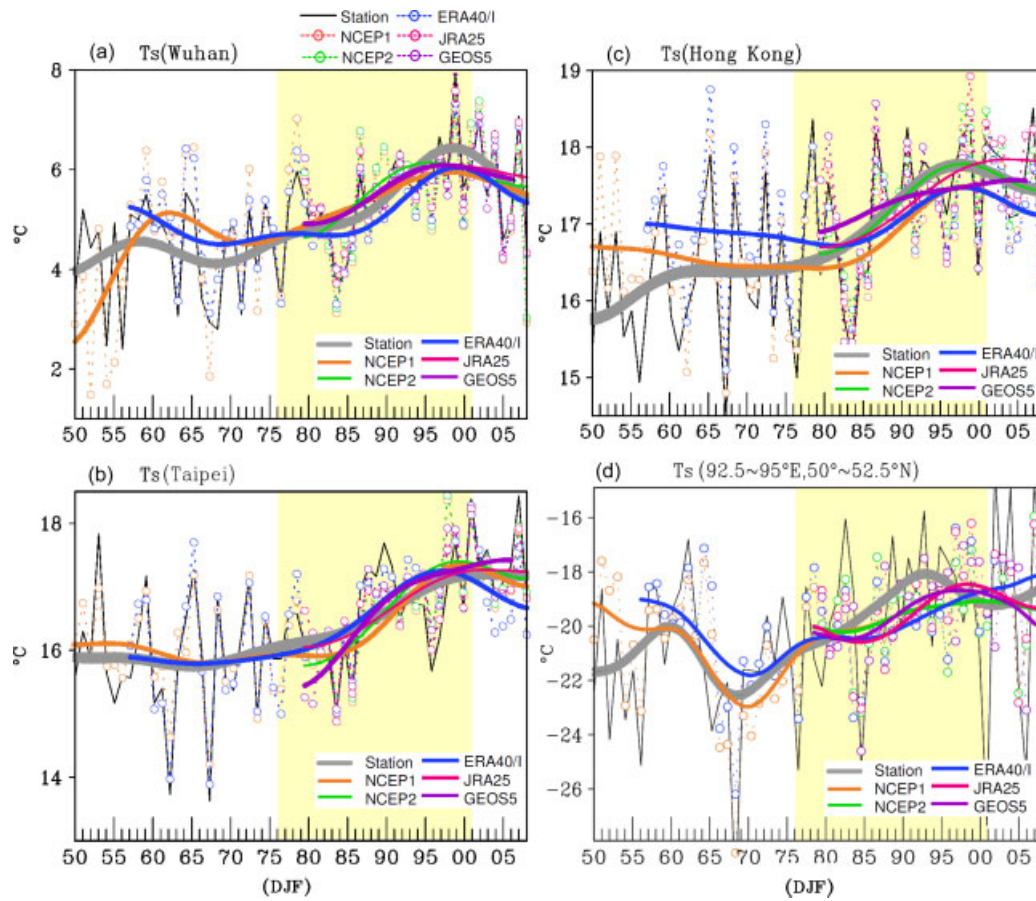 Station ERA40/I
NCEP1 JRA25
NCEP2 GEOS5
(a) Ts(Wuhan)
8
6
4
2
°C
Station ERA40/I
NCEP1 JRA25
NCEP2 GEOS5
50 55 60 65 70 75 80 85 90 95 00 05
(c) Ts(Hong Kong)
19
18
17
16
15
°C
Station ERA40/I
NCEP1 JRA25
NCEP2 GEOS5
50 55 60 65 70 75 80 85 90 95 00 05
(b) Ts(Taipei)
18
16
14
°C
Station ERA40/I
NCEP1 JRA25
NCEP2 GEOS5
50 55 60 65 70 75 80 85 90 95 00 05
(DJF)
(d) Ts(92.5~95°E,50°~52.5°N)
-16
-18
-20
-22
-24
-26
°C
Station ERA40/I
NCEP1 JRA25
NCEP2 GEOS5
50 55 60 65 70 75 80 85 90 95 00 05
(DJF)